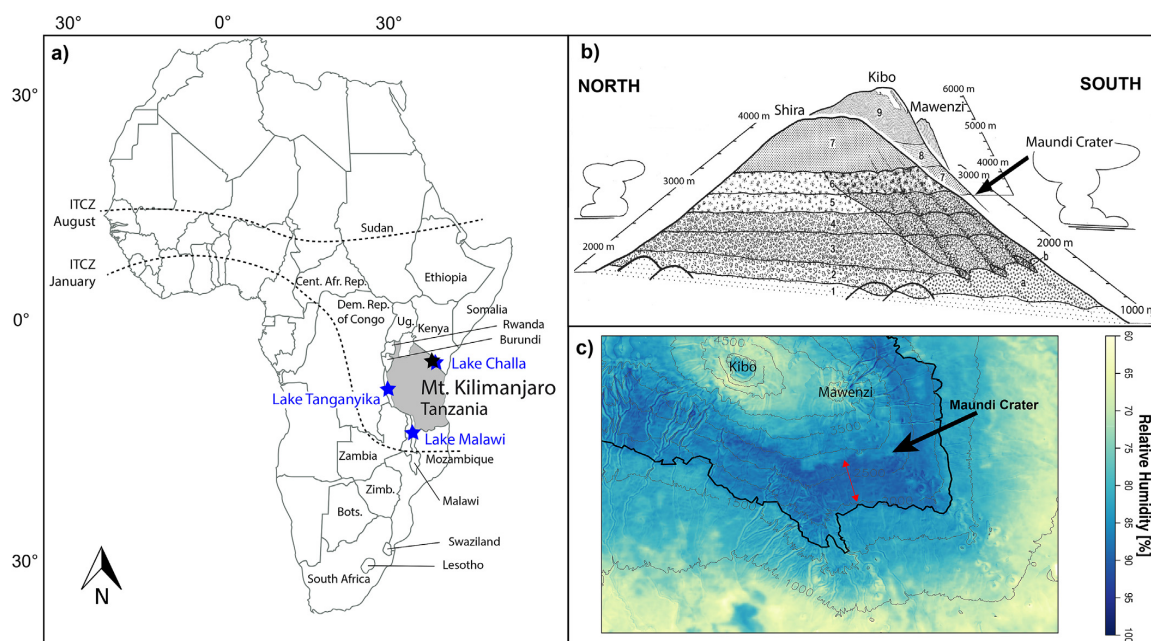 30°
0°
30°
a)
30°
0°
30°
ITCZ
August
ITCZ
January
Sudan
Ethiopia
Cent. Afr. Rep.
Somalia
Dem. Rep.
of Congo
Ug.
Kenya
Rwanda
Burundi
Lake Challa
Mt. Kilimanjaro
Lake Tanganyika
Tanzania
Lake Malawi
Zambia
Mozambique
Malawi
Zimb.
Bots.
Swaziland
Lesotho
South Africa
N
b)
NORTH
SOUTH
Kibo
Mawenzi
Shira
Maundi Crater
6000 m
5000 m
4000 m
3000 m
2000 m
1000 m
4000 m
3000 m
2000 m
9
8
7
7
6
5
4
3
2
1
a
b
c)
4500
Kibo
Mawenzi
Maundi Crater
1000
60
65
70
75
80
85
90
95
100
Relative Humidity [%]